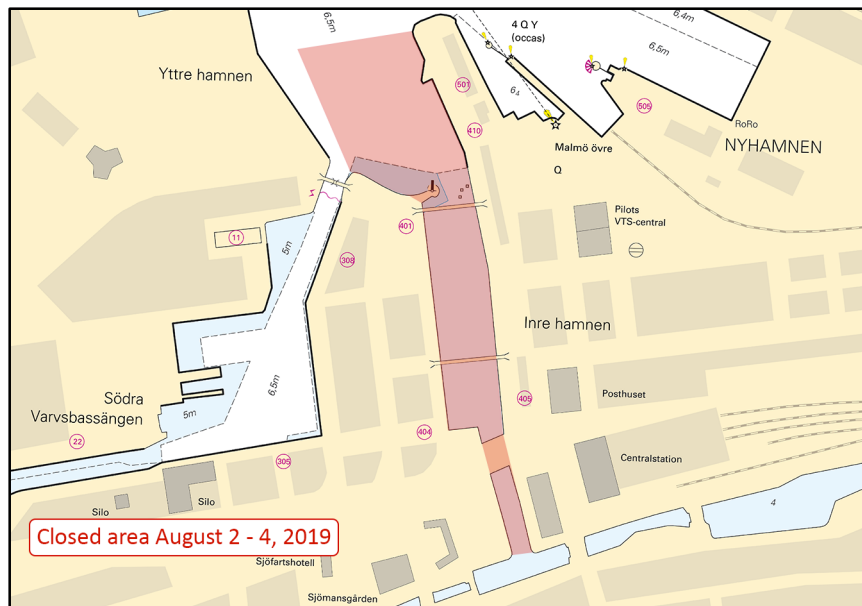 6,5m
4 Q Y
(occas)
6,4m
6,5m
Yttre hamnen
501
6₄
505
410
RoRo
NYHAMNEN
Malmö övre
Q
Pilots
VTS-central
401
11
5m
308
Inre hamnen
6,5m
Södra
Varvsbassängen
5m
405
Posthuset
22
404
305
Centralstation
Silo
Silo
4
Closed area August 2 - 4, 2019
Sjöfartshotell
Sjömansgården